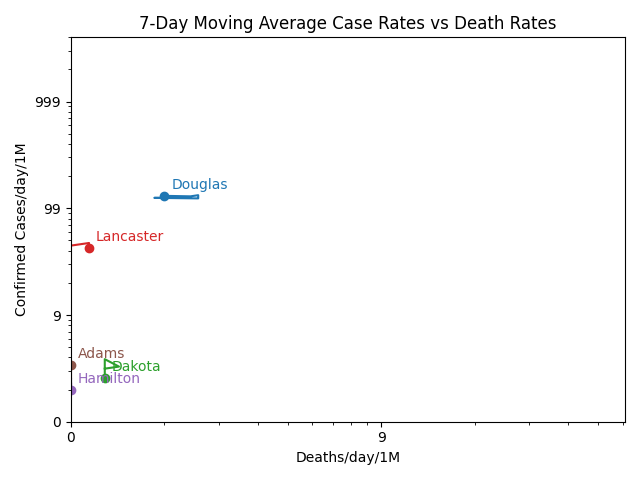 7-Day Moving Average Case Rates vs Death Rates
999
Douglas
99
Lancaster
Confirmed Cases/day/1M
9
Adams
Dakota
Hamilton
0
0
9
Deaths/day/1M